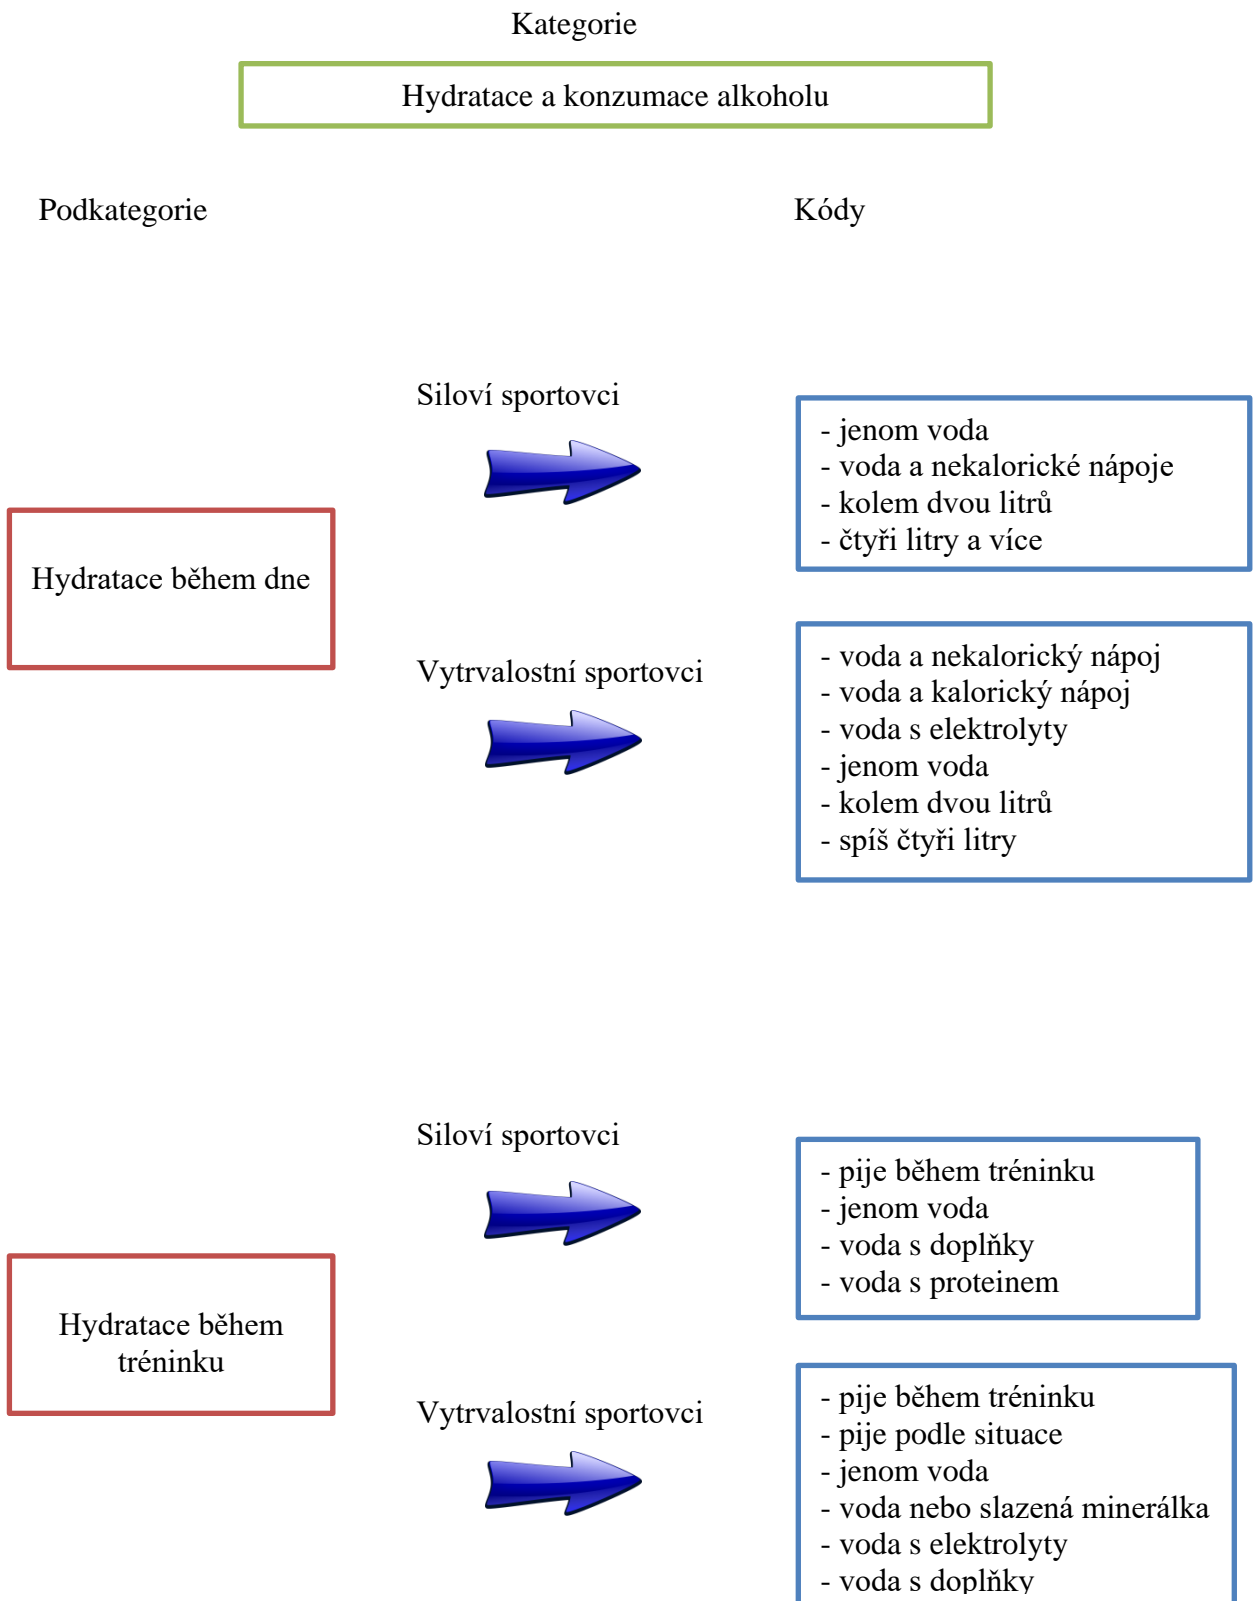 Kategorie
Hydratace a konzumace alkoholu
Podkategorie
Kódy
Siloví sportovci
- jenom voda
- voda a nekalorické nápoje
- kolem dvou litrů
- čtyři litry a více
Hydratace během dne
Vytrvalostní sportovci
- voda a nekalorický nápoj
- voda a kalorický nápoj
- voda s elektrolyty
- jenom voda
- kolem dvou litrů
- spíš čtyři litry
Siloví sportovci
- pije během tréninku
- jenom voda
- voda s doplňky
- voda s proteinem
Hydratace během
tréninku
Vytrvalostní sportovci
- pije během tréninku
- pije podle situace
- jenom voda
- voda nebo slazená minerálka
- voda s elektrolyty
- voda s doplňky